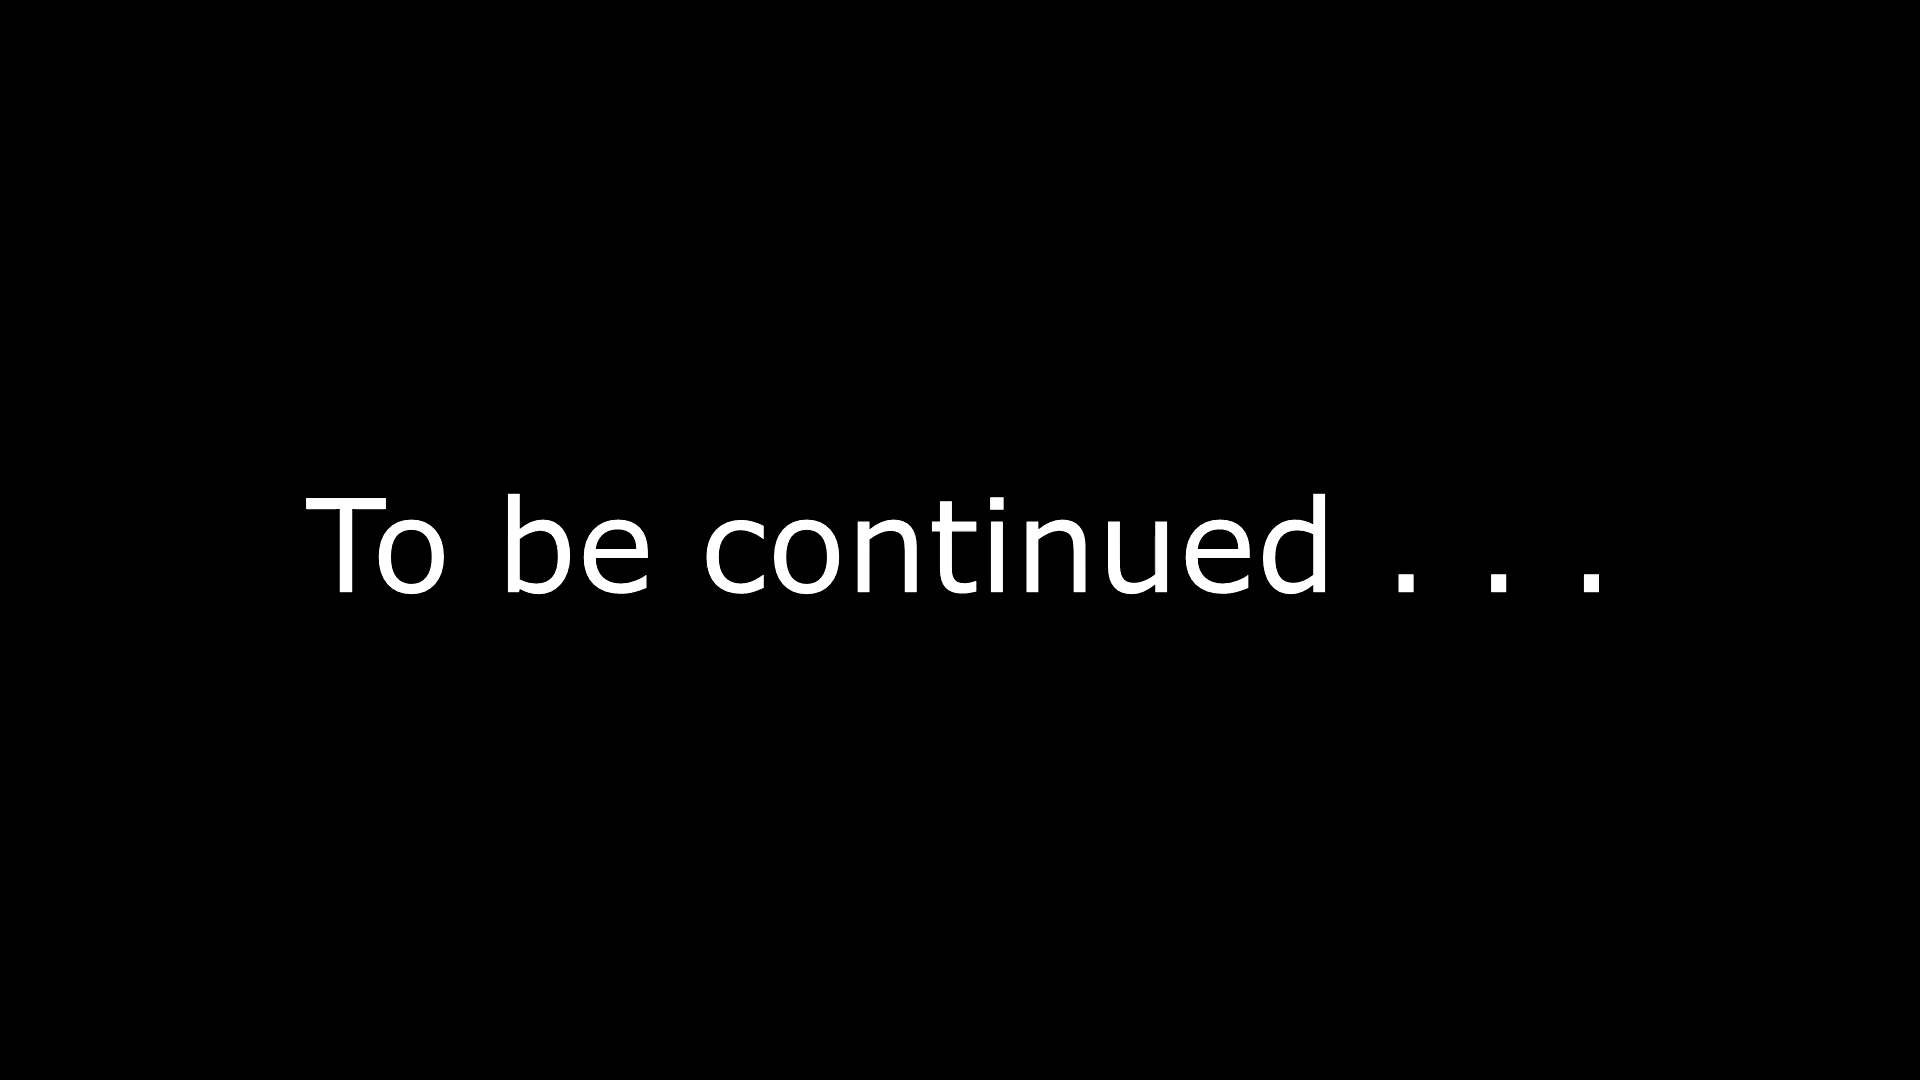 To be continued . . .